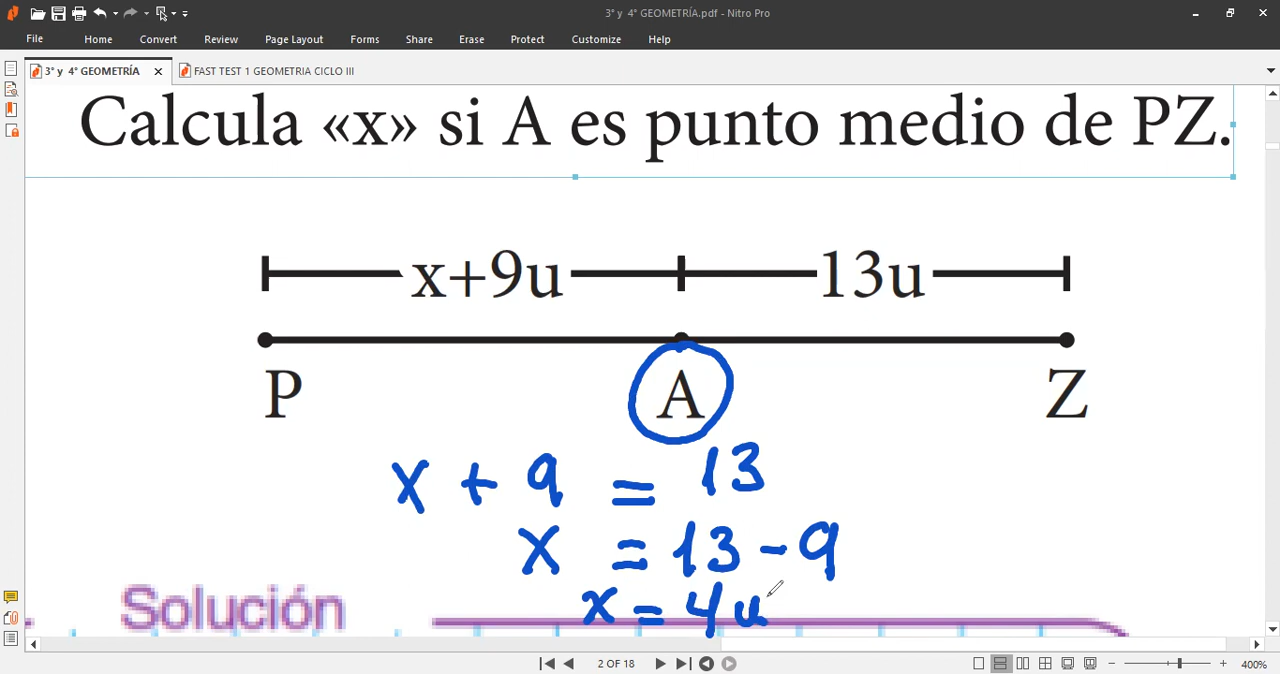 3° y 4° GEOMETRÍA.pdf - Nitro Pro
File Home Convert Review Page Layout Forms Share Erase Protect Customize Help
3° y 4° GEOMETRÍA FAST TEST 1 GEOMETRIA CICLO III
Calcula «x» si A es punto medio de PZ.
x+9u 13u
P A Z
x + 9 = 13
x = 13 - 9
x = 4u
Solución
2 OF 18 400%